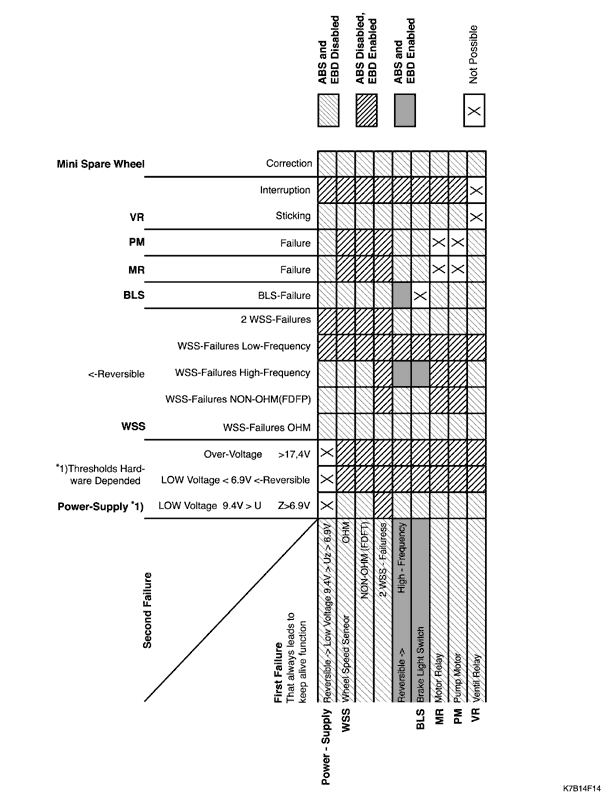 ABS and
EBD Disabled
ABS Disabled,
EBD Enabled
ABS and
EBD Enabled
Not Possible
Mini Spare Wheel Correction
Interruption
VR Sticking
PM Failure
MR Failure
BLS BLS-Failure
2 WSS-Failures
WSS-Failures Low-Frequency
<-Reversible WSS-Failures High-Frequency
WSS-Failures NON-OHM(FDFP)
WSS WSS-Failures OHM
Over-Voltage >17,4V
*1)Thresholds Hard-
ware Depended
LOW Voltage < 6.9V <-Reversible
Power-Supply *1) LOW Voltage 9.4V > U Z>6.9V
Second Failure
First Failure
That always leads to
keep alive function
Power - Supply Reversible -> Low Voltage 9.4V > Uz > 6.9V
WSS Wheel Speed Seneor OHM
NON-OHM (FDFT)
2 WSS - Failuress
Reversible -> High - Frequency
BLS Brake Light Switch
MR Motor Relay
PM Pump Motor
VR Ventil Relay
K7B14F14